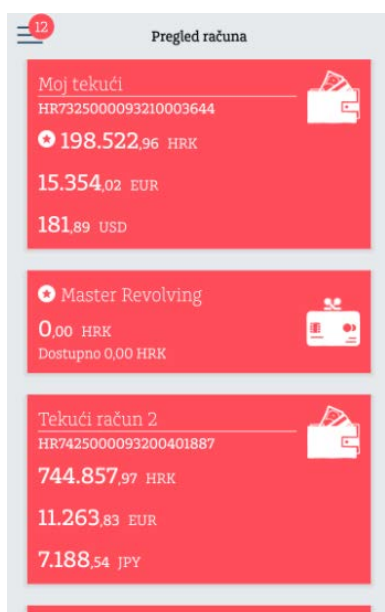 12
Pregled računa
Moj tekući
HR7325000093210003644
198.522,96 HRK
15.354,02 EUR
181,89 USD
Master Revolving
0,00 HRK
Dostupno 0,00 HRK
Tekući račun 2
HR7425000093200401887
744.857,97 HRK
11.263,83 EUR
7.188,54 JPY